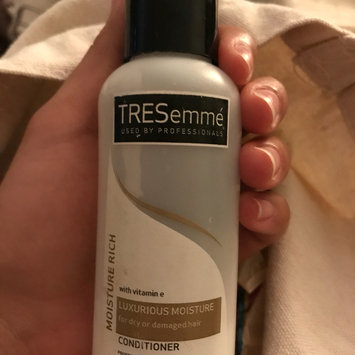 TRESemmé
USED BY PROFESSIONALS
MOISTURE RICH
with vitamin e
LUXURIOUS MOISTURE
for dry or damaged hair
CONDITIONER